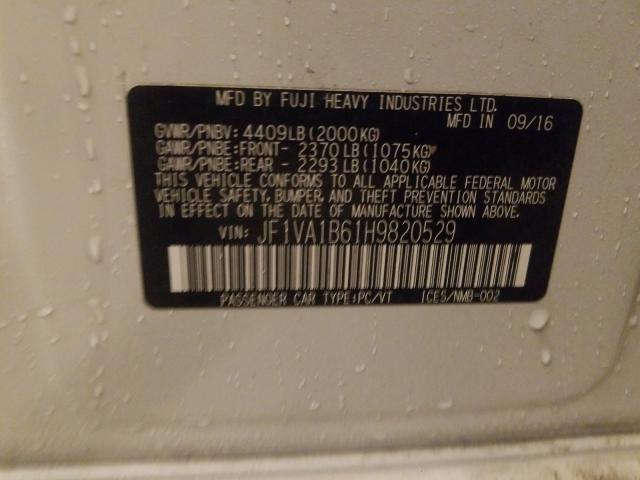 MFD BY FUJI HEAVY INDUSTRIES LTD.
MFD IN 09/16
GVWR/PNBV: 4409LB(2000KG)
GAWR/PNBE:FRONT- 2370LB(1075KG)
GAWR/PNBE:REAR - 2293LB(1040KG)
THIS VEHICLE CONFORMS TO ALL APPLICABLE FEDERAL MOTOR
VEHICLE SAFETY, BUMPER, AND THEFT PREVENTION STANDARDS
IN EFFECT ON THE DATE OF MANUFACTURE SHOWN ABOVE.
VIN: JF1VA1B61H9820529
PASSENGER CAR TYPE:PC/VT ICES/NMB-002